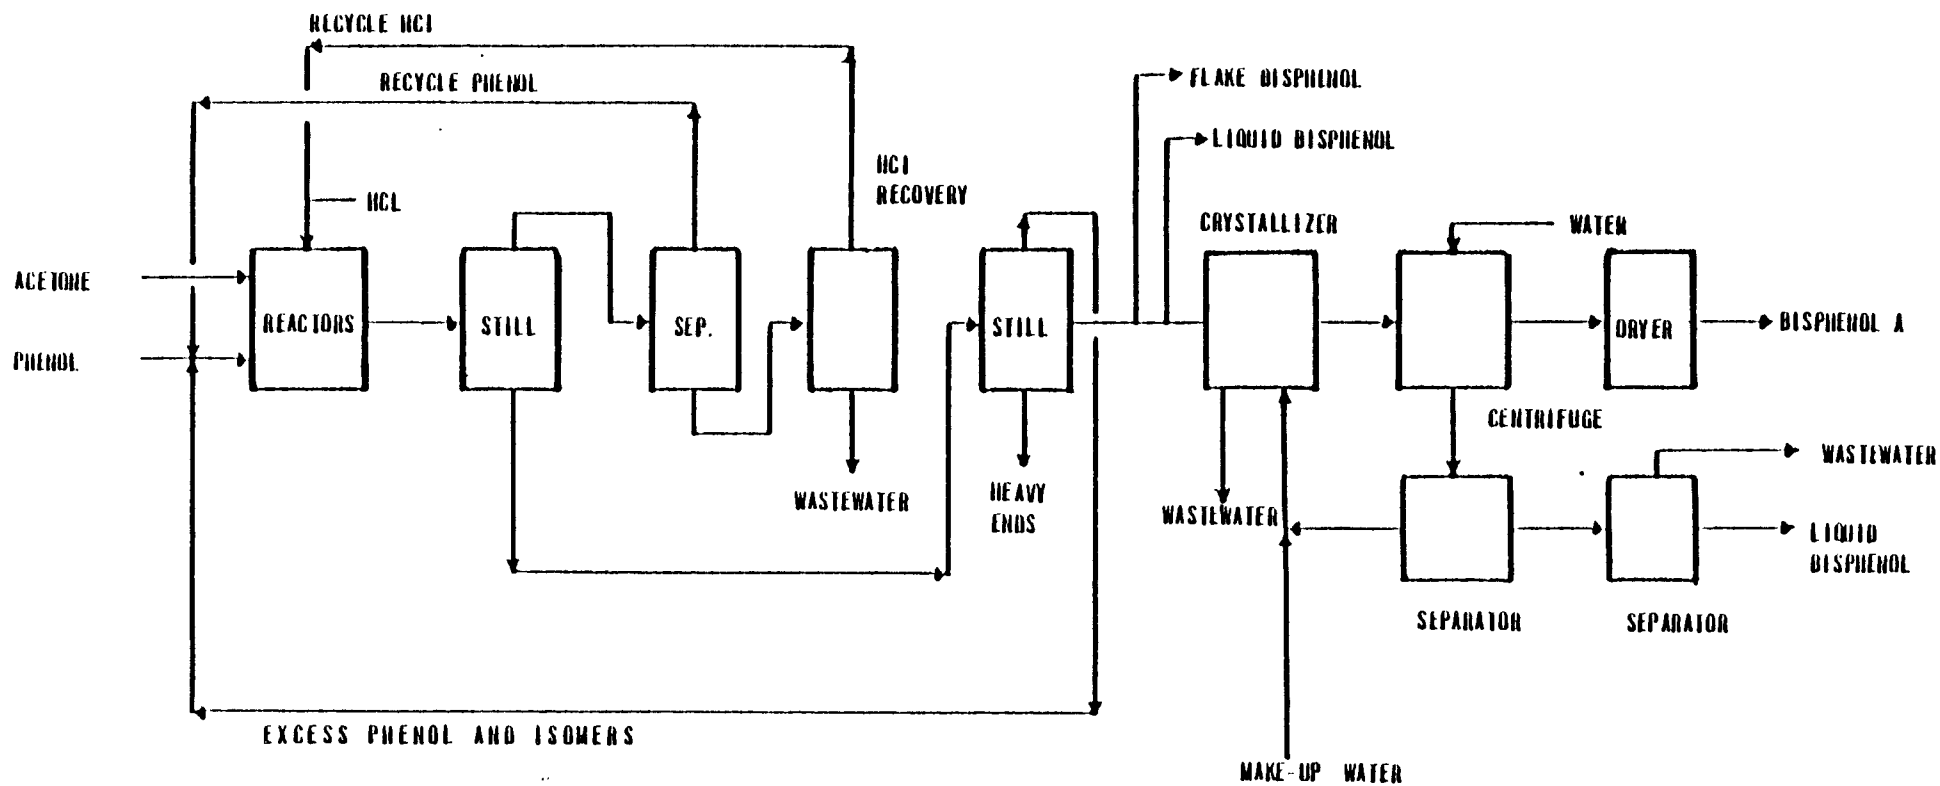 RECYCLE HCl
RECYCLE PHENOL
FLAKE BISPHENOL
LIQUID BISPHENOL
HCl
RECOVERY
HCL
CRYSTALLIZER
WATER
ACETONE
REACTORS
STILL
SEP.
STILL
DRYER
BISPHENOL A
PHENOL
CENTRIFUGE
WASTEWATER
WASTEWATER
HEAVY
ENDS
WASTEWATER
LIQUID
BISPHENOL
SEPARATOR
SEPARATOR
EXCESS PHENOL AND ISOMERS
MAKE-UP WATER